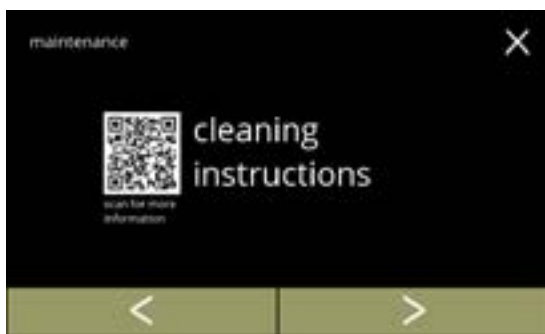 maintenance
cleaning
instructions
scan for more
information